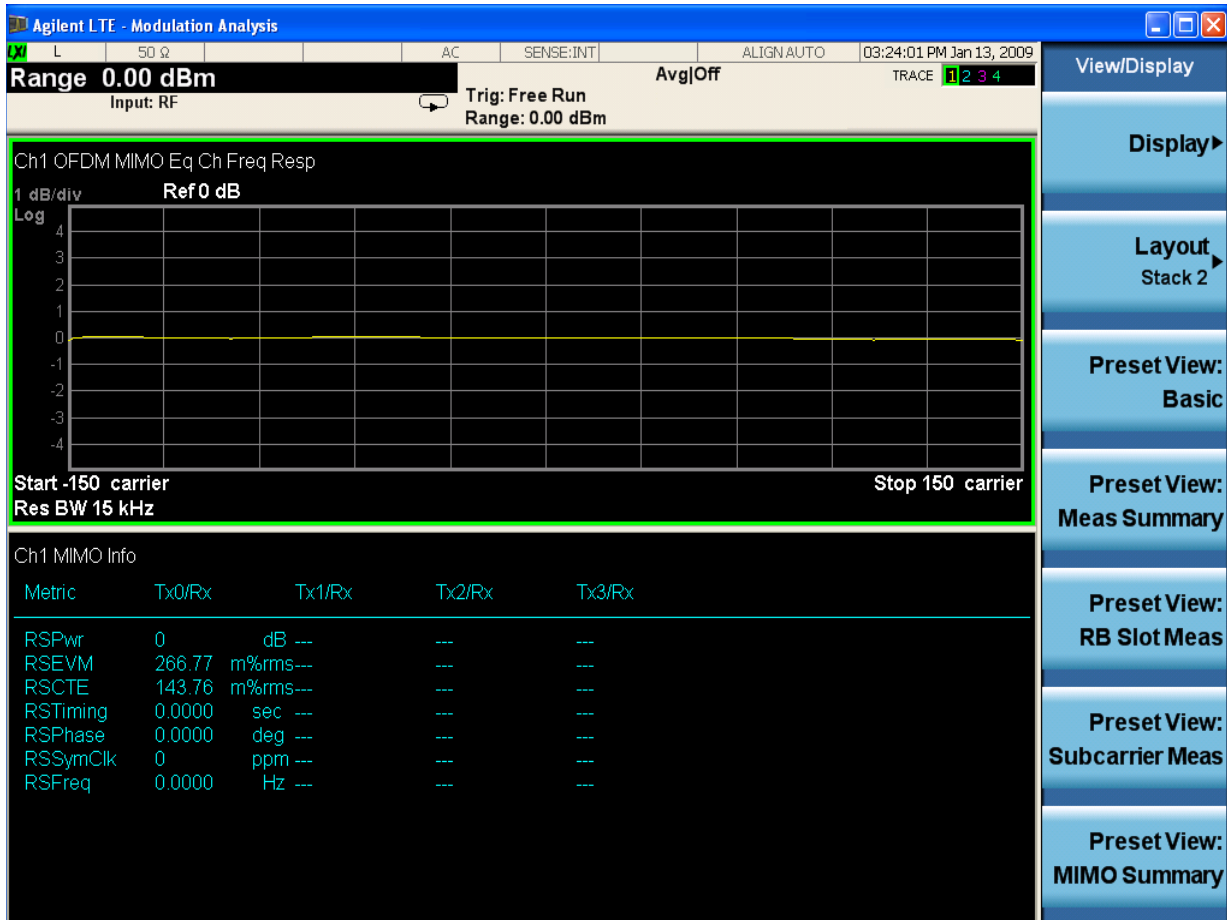 Agilent LTE - Modulation Analysis
LXI L 50 Ω AC SENSE:INT ALIGN AUTO 03:24:01 PM Jan 13, 2009
Range 0.00 dBm
Input: RF
Trig: Free Run
Range: 0.00 dBm
Avg|Off
TRACE 1 2 3 4
Ch1 OFDM MIMO Eq Ch Freq Resp
1 dB/div Ref 0 dB
Log
4
3
2
1
0
-1
-2
-3
-4
Start -150 carrier Stop 150 carrier
Res BW 15 kHz
Ch1 MIMO Info
Metric Tx0/Rx Tx1/Rx Tx2/Rx Tx3/Rx
RSPwr 0 dB --- --- ---
RSEVM 266.77 m%rms --- --- ---
RSCTE 143.76 m%rms --- --- ---
RSTiming 0.0000 sec --- --- ---
RSPhase 0.0000 deg --- --- ---
RSSymClk 0 ppm --- --- ---
RSFreq 0.0000 Hz --- --- ---
View/Display
Display
Layout
Stack 2
Preset View:
Basic
Preset View:
Meas Summary
Preset View:
RB Slot Meas
Preset View:
Subcarrier Meas
Preset View:
MIMO Summary